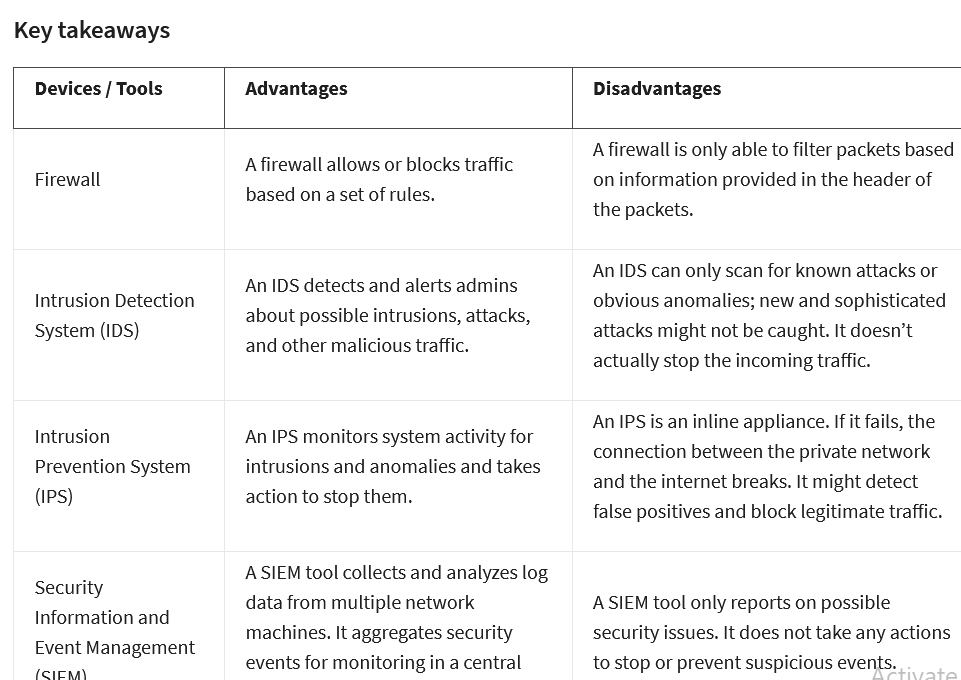 Key takeaways
Devices / Tools
Advantages
Disadvantages
Firewall
A firewall allows or blocks traffic
based on a set of rules.
A firewall is only able to filter packets based
on information provided in the header of
the packets.
Intrusion Detection
System (IDS)
An IDS detects and alerts admins
about possible intrusions, attacks,
and other malicious traffic.
An IDS can only scan for known attacks or
obvious anomalies; new and sophisticated
attacks might not be caught. It doesn’t
actually stop the incoming traffic.
Intrusion
Prevention System
(IPS)
An IPS monitors system activity for
intrusions and anomalies and takes
action to stop them.
An IPS is an inline appliance. If it fails, the
connection between the private network
and the internet breaks. It might detect
false positives and block legitimate traffic.
Security
Information and
Event Management
(SIEM)
A SIEM tool collects and analyzes log
data from multiple network
machines. It aggregates security
events for monitoring in a central
A SIEM tool only reports on possible
security issues. It does not take any actions
to stop or prevent suspicious events.
Activate